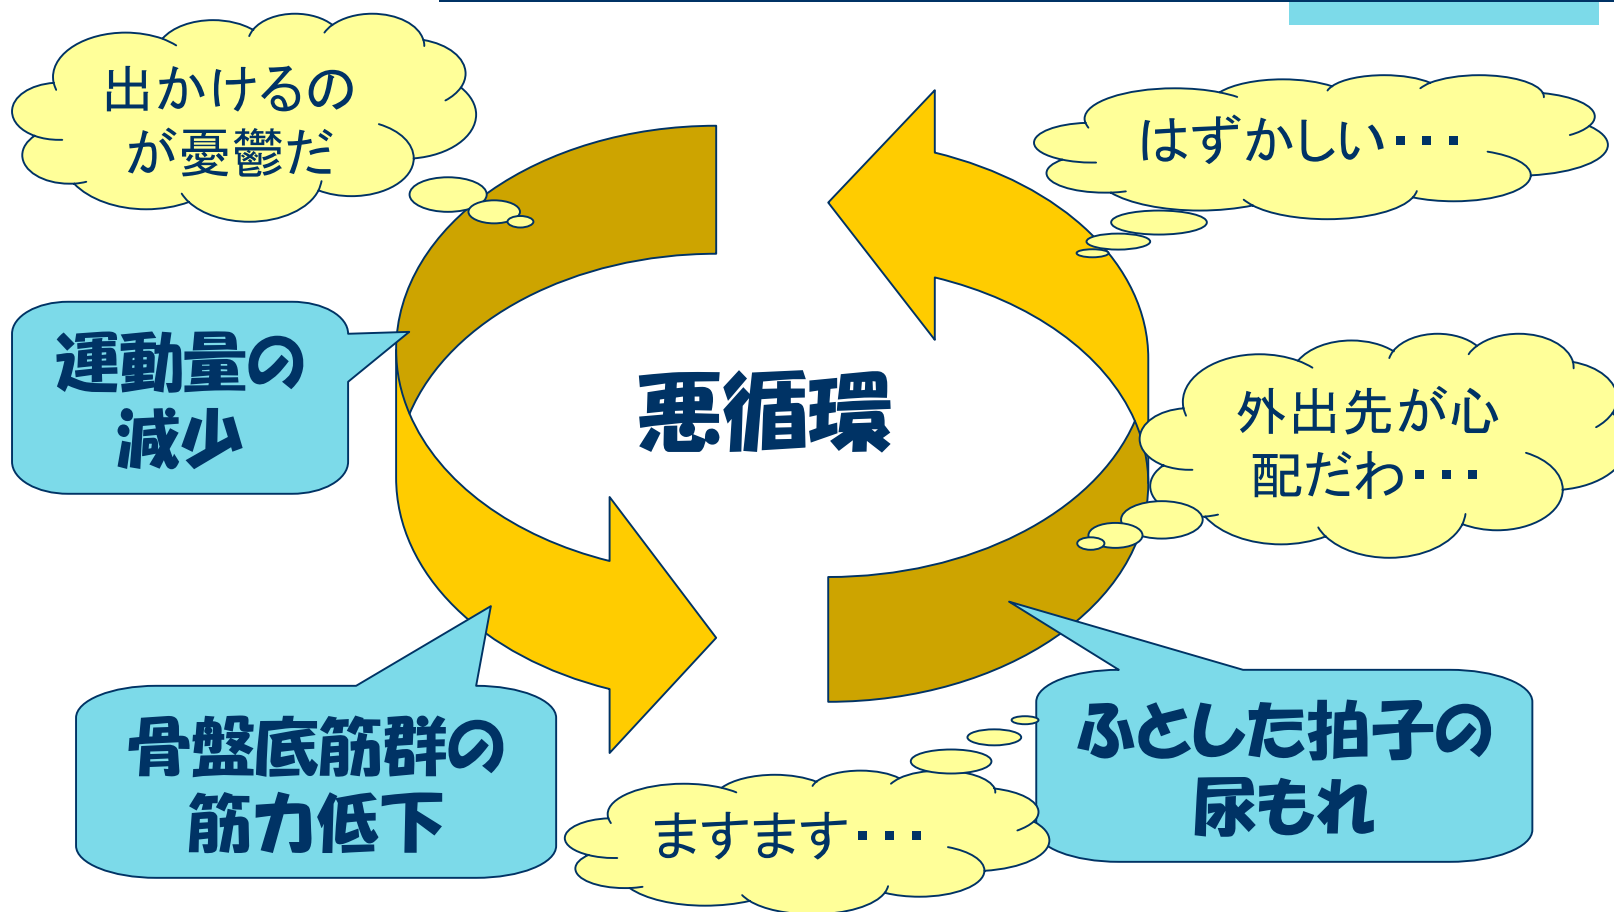 出かけるの
が憂鬱だ
はずかしい・・・
運動量の
減少
悪循環
外出先が心
配だわ・・・
骨盤底筋群の
筋力低下
ますます・・・
ふとした拍子の
尿もれ